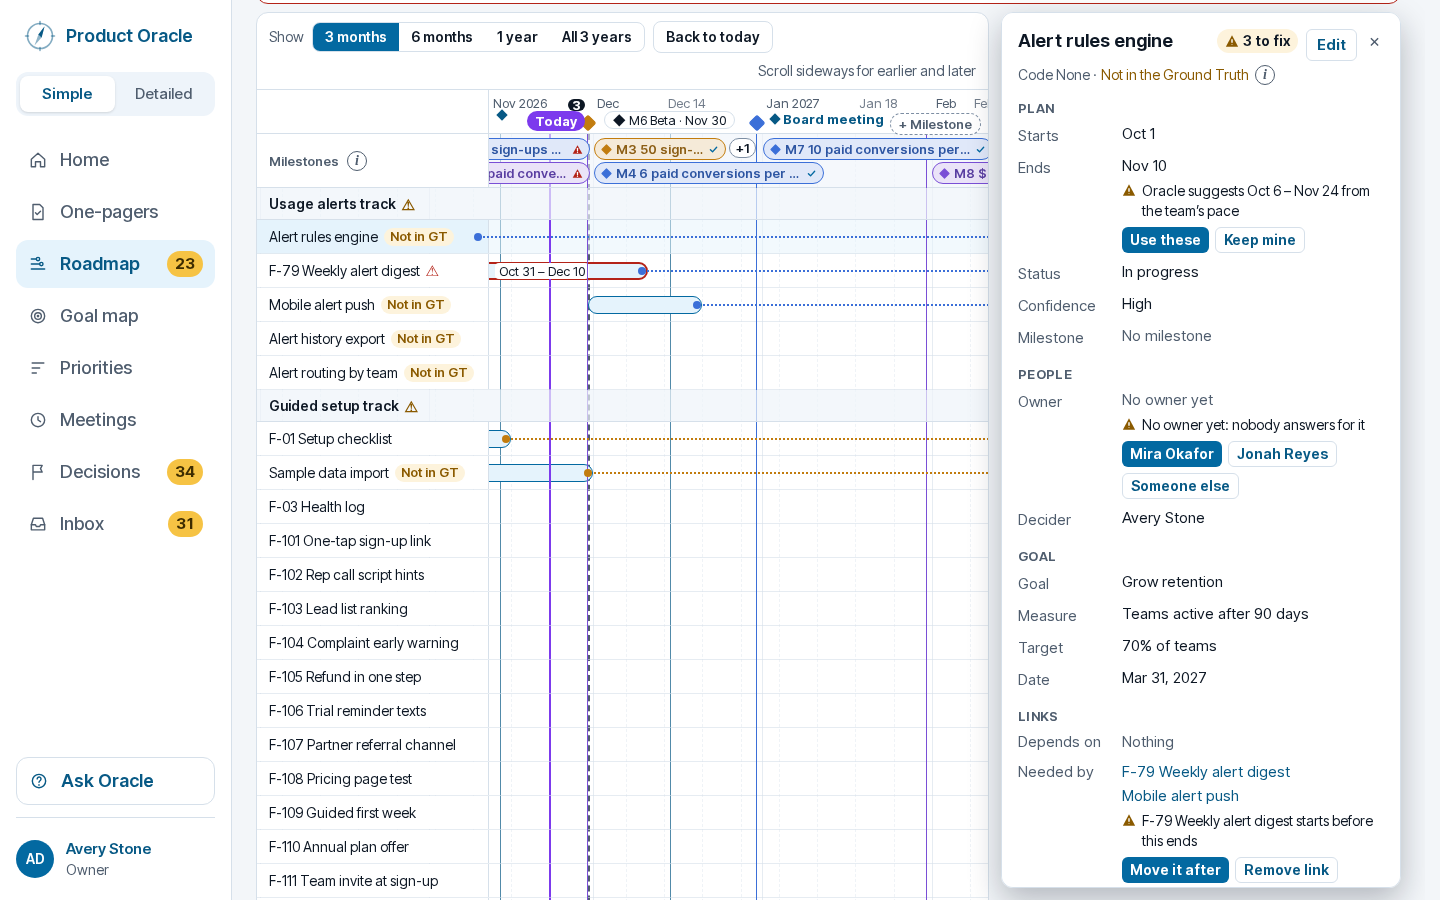 Product Oracle
Simple
Detailed
Home
One-pagers
Roadmap
23
Goal map
Priorities
Meetings
Decisions
34
Inbox
31
Ask Oracle
AD
Avery Stone
Owner
Show
3 months
6 months
1 year
All 3 years
Back to today
Scroll sideways for earlier and later
Nov 2026
3
Dec
Dec 14
Jan 2027
Jan 18
Feb
Today
M6 Beta · Nov 30
Board meeting
+ Milestone
Milestones
i
sign-ups ...
M3 50 sign-...
+1
M7 10 paid conversions per...
paid conve...
M4 6 paid conversions per ...
M8 $
Usage alerts track
Alert rules engine
Not in GT
F-79 Weekly alert digest
Oct 31 – Dec 10
Mobile alert push
Not in GT
Alert history export
Not in GT
Alert routing by team
Not in GT
Guided setup track
F-01 Setup checklist
Sample data import
Not in GT
F-03 Health log
F-101 One-tap sign-up link
F-102 Rep call script hints
F-103 Lead list ranking
F-104 Complaint early warning
F-105 Refund in one step
F-106 Trial reminder texts
F-107 Partner referral channel
F-108 Pricing page test
F-109 Guided first week
F-110 Annual plan offer
F-111 Team invite at sign-up
Alert rules engine
3 to fix
Edit
×
Code None · Not in the Ground Truth
i
PLAN
Starts
Oct 1
Ends
Nov 10
Oracle suggests Oct 6 – Nov 24 from
the team's pace
Use these
Keep mine
Status
In progress
Confidence
High
Milestone
No milestone
PEOPLE
Owner
No owner yet
No owner yet: nobody answers for it
Mira Okafor
Jonah Reyes
Someone else
Decider
Avery Stone
GOAL
Goal
Grow retention
Measure
Teams active after 90 days
Target
70% of teams
Date
Mar 31, 2027
LINKS
Depends on
Nothing
Needed by
F-79 Weekly alert digest
Mobile alert push
F-79 Weekly alert digest starts before
this ends
Move it after
Remove link